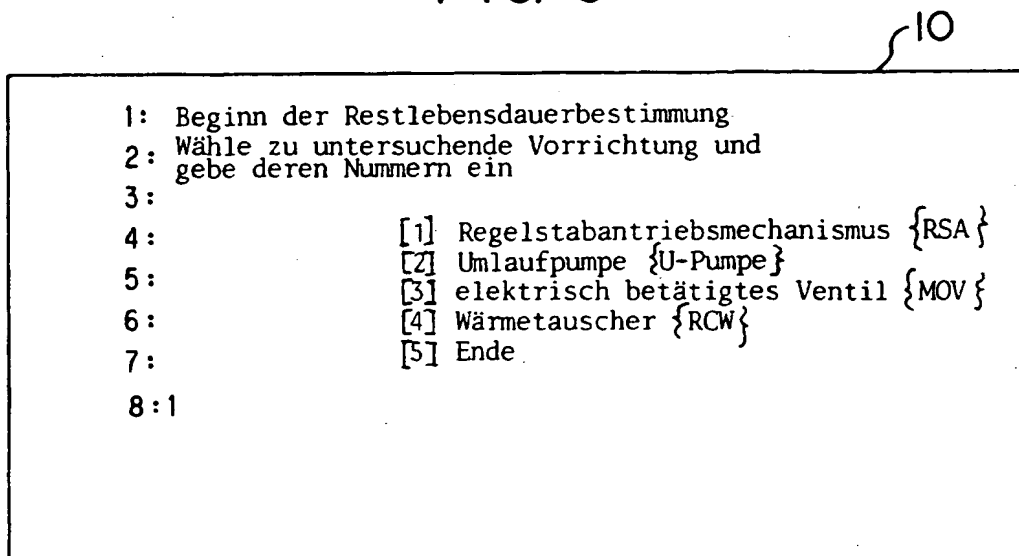 10
1: Beginn der Restlebensdauerbestimmung
2: Wähle zu untersuchende Vorrichtung und
gebe deren Nummern ein
3:
4: [1] Regelstabantriebsmechanismus {RSA}
[2] Umlaufpumpe {U-Pumpe}
5:
[3] elektrisch betätigtes Ventil {MOV}
6: [4] Wärmetauscher {RCW}
7: [5] Ende
8:1